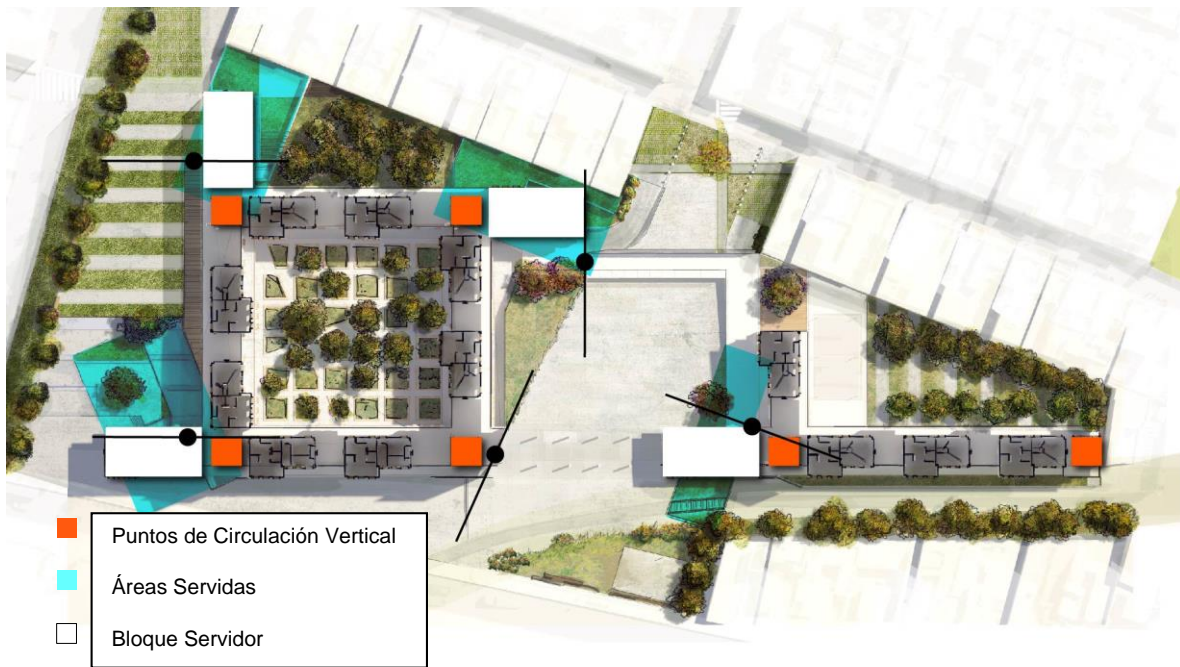 Puntos de Circulación Vertical
Áreas Servidas
Bloque Servidor